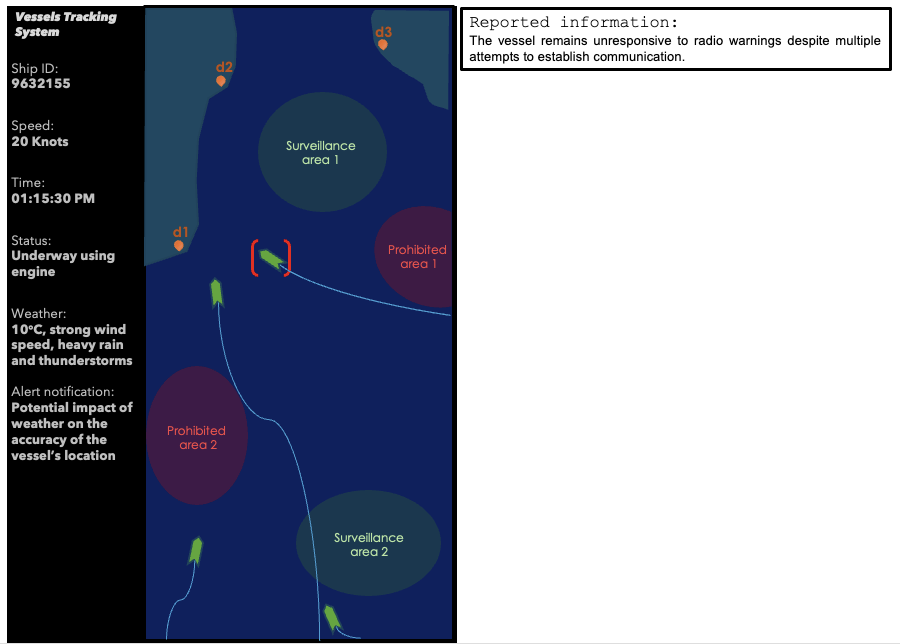 Vessels Tracking
System
Ship ID:
9632155
Speed:
20 Knots
Time:
01:15:30 PM
Status:
Underway using
engine
Weather:
10ºC, strong wind
speed, heavy rain
and thunderstorms
Alert notification:
Potential impact of
weather on the
accuracy of the
vessel's location
d3
d2
Surveillance
area 1
d1
Prohibited
area 1
Prohibited
area 2
Surveillance
area 2
Reported information:
The vessel remains unresponsive to radio warnings despite multiple
attempts to establish communication.